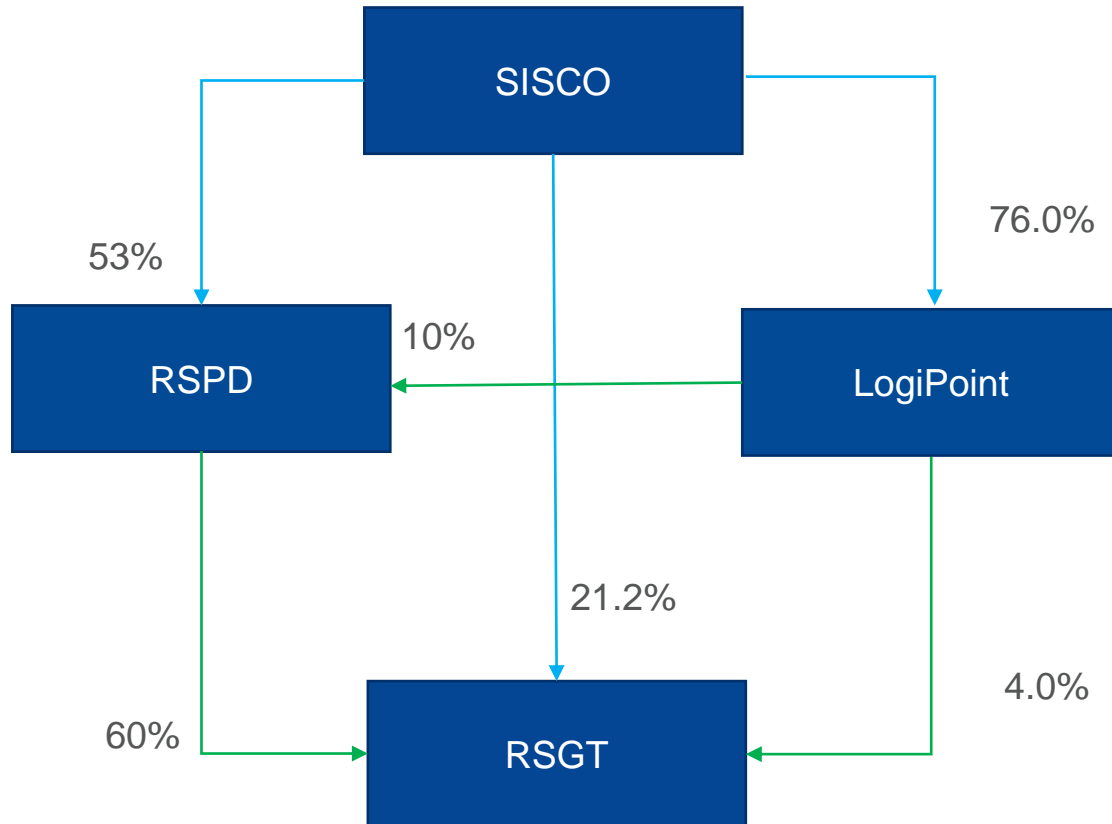 SISCO
76.0%
53%
10%
RSPD
LogiPoint
21.2%
4.0%
60%
RSGT